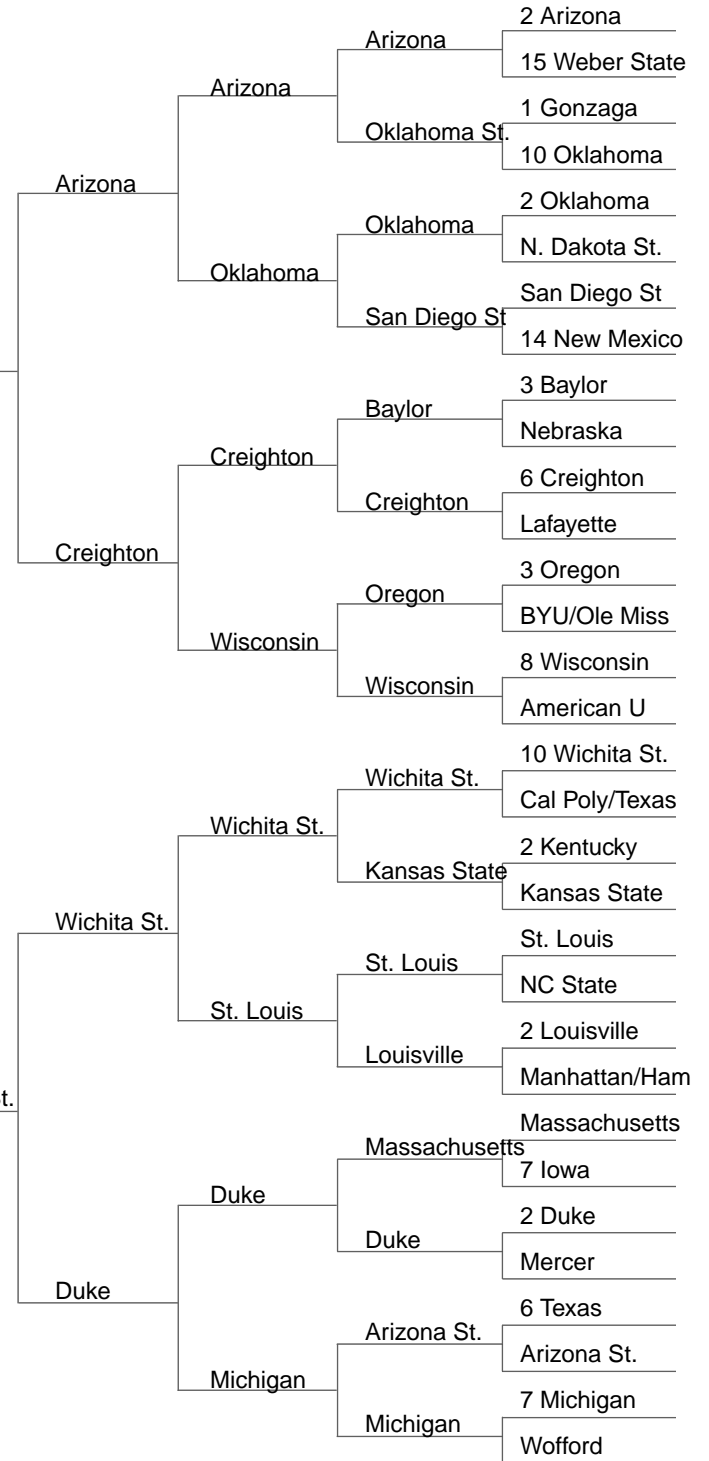 2 Arizona
Arizona
15 Weber State
Arizona
1 Gonzaga
Oklahoma St.
10 Oklahoma
Arizona
2 Oklahoma
Oklahoma
N. Dakota St.
Oklahoma
San Diego St
San Diego St
14 New Mexico
3 Baylor
Baylor
Nebraska
Creighton
6 Creighton
Creighton
Lafayette
Creighton
3 Oregon
Oregon
BYU/Ole Miss
Wisconsin
8 Wisconsin
Wisconsin
American U
10 Wichita St.
Wichita St.
Cal Poly/Texas
Wichita St.
2 Kentucky
Kansas State
Kansas State
Wichita St.
St. Louis
St. Louis
NC State
St. Louis
2 Louisville
Louisville
Manhattan/Ham
t.
Massachusetts
Massachusetts
7 Iowa
Duke
2 Duke
Duke
Mercer
Duke
6 Texas
Arizona St.
Arizona St.
Michigan
7 Michigan
Michigan
Wofford